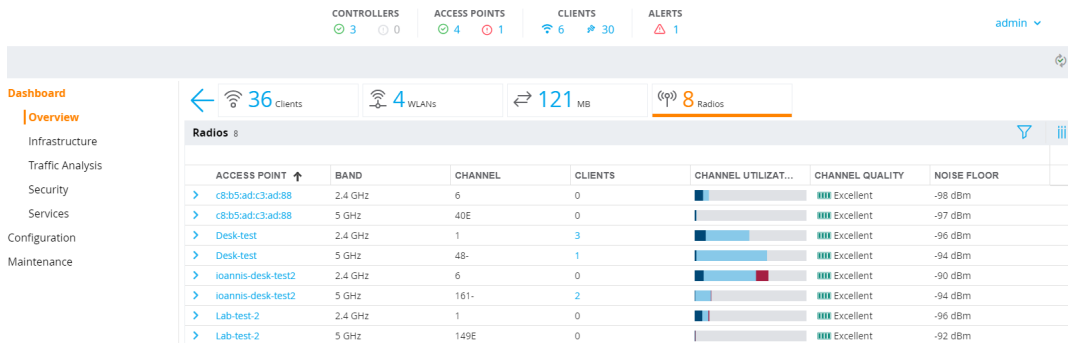 CONTROLLERS ACCESS POINTS CLIENTS ALERTS
3 0 4 1 6 30 1 admin
Dashboard
Overview
Infrastructure
Traffic Analysis
Security
Services
Configuration
Maintenance
36 Clients 4 WLANs 121 MB 8 Radios
Radios 8
ACCESS POINT BAND CHANNEL CLIENTS CHANNEL UTILIZAT... CHANNEL QUALITY NOISE FLOOR
c8:b5:ad:c3:ad:88 2.4 GHz 6 0 Excellent -98 dBm
c8:b5:ad:c3:ad:88 5 GHz 40E 0 Excellent -97 dBm
Desk-test 2.4 GHz 1 3 Excellent -96 dBm
Desk-test 5 GHz 48- 1 Excellent -94 dBm
ioannis-desk-test2 2.4 GHz 6 0 Excellent -90 dBm
ioannis-desk-test2 5 GHz 161- 2 Excellent -94 dBm
Lab-test-2 2.4 GHz 1 0 Excellent -96 dBm
Lab-test-2 5 GHz 149E 0 Excellent -92 dBm